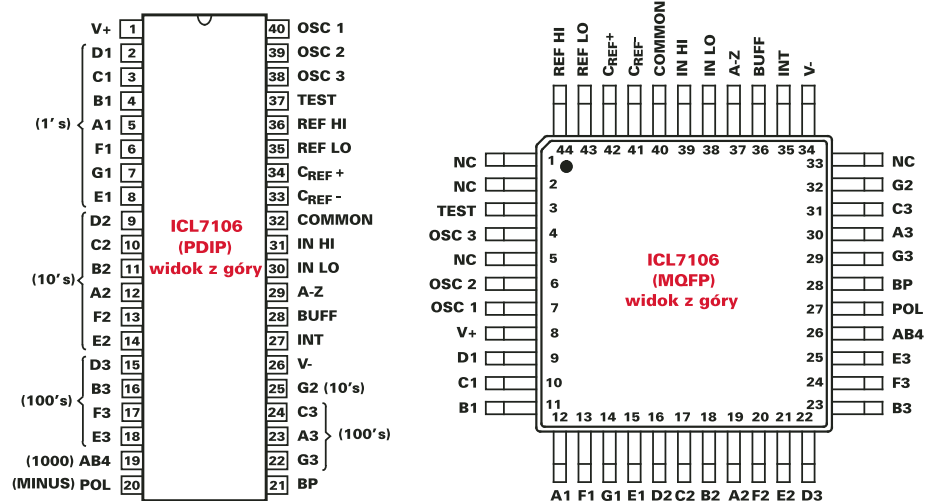 V+ 1 40 OSC 1
D1 2 39 OSC 2
C1 3 38 OSC 3
B1 4 37 TEST
(1's) A1 5 36 REF HI
F1 6 35 REF LO
G1 7 34 CREF+
E1 8 33 CREF-
D2 9 32 COMMON
C2 10 31 IN HI
(10's) B2 11 30 IN LO
A2 12 29 A-Z
F2 13 28 BUFF
E2 14 27 INT
D3 15 26 V-
(100's) B3 16 25 G2 (10's)
F3 17 24 C3
E3 18 23 A3 (100's)
(1000) AB4 19 22 G3
(MINUS) POL 20 21 BP
ICL7106
(PDIP)
widok z góry
REF HI REF LO CREF+ CREF- COMMON IN HI IN LO A-Z BUFF INT V-
44 43 42 41 40 39 38 37 36 35 34
NC 1 33 NC
NC 2 32 G2
TEST 3 31 C3
OSC 3 4 30 A3
NC 5 29 G3
OSC 2 6 28 BP
OSC 1 7 27 POL
V+ 8 26 AB4
D1 9 25 E3
C1 10 24 F3
B1 11 23 B3
12 13 14 15 16 17 18 19 20 21 22
A1 F1 G1 E1 D2 C2 B2 A2 F2 E2 D3
ICL7106
(MQFP)
widok z góry